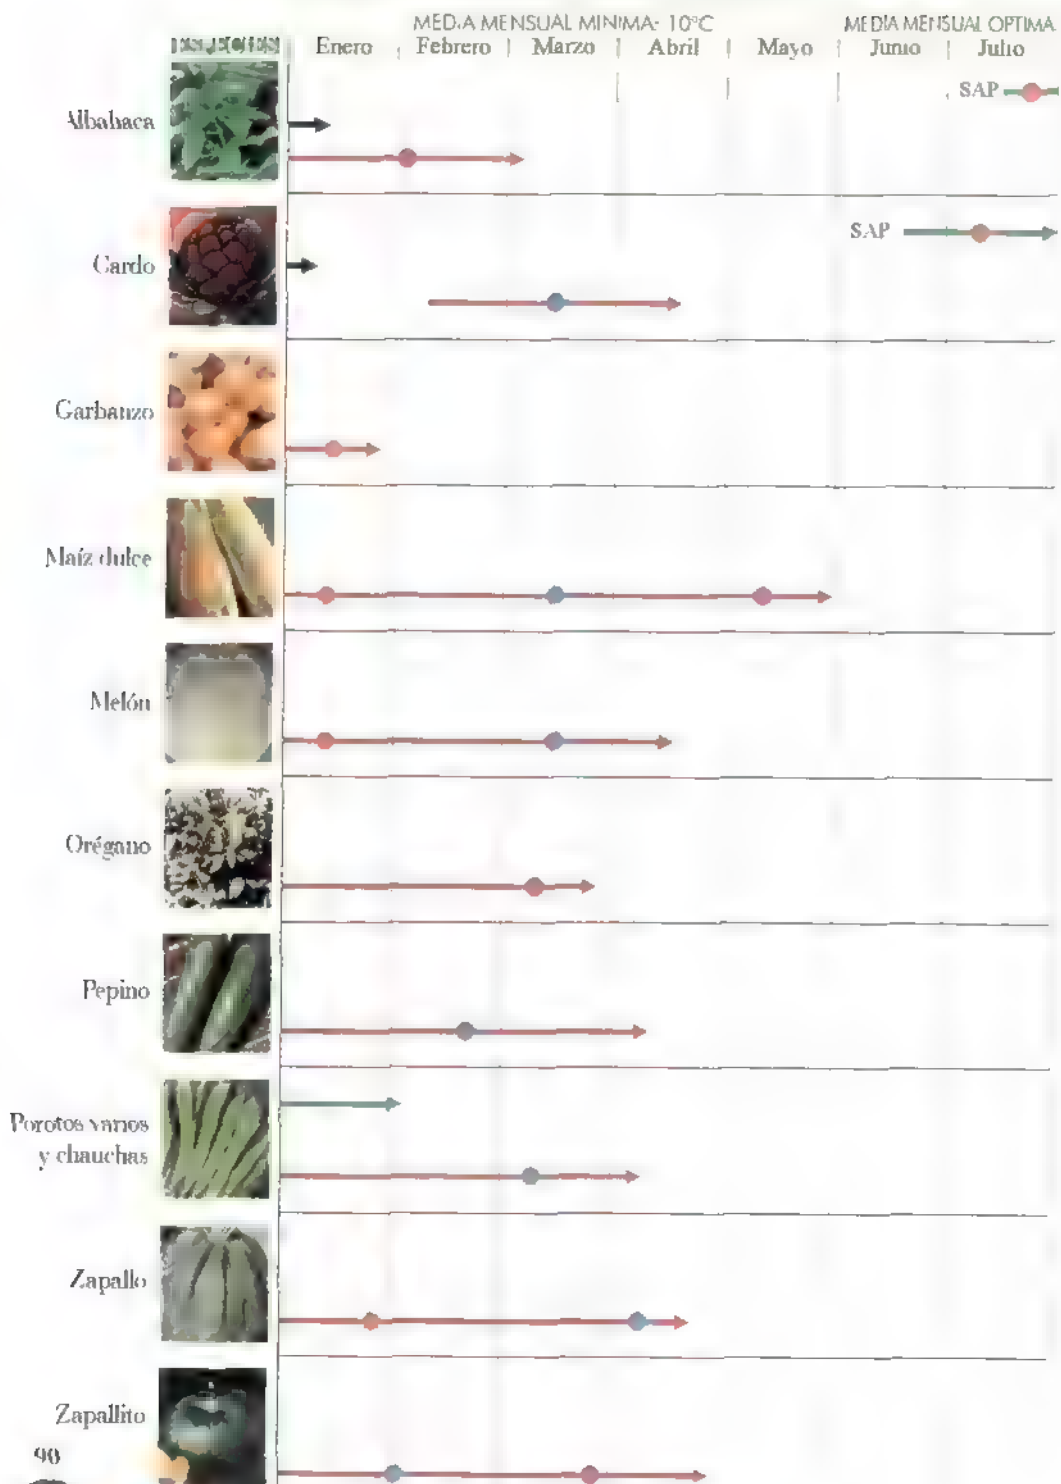 MEDIA MENSUAL MINIMA· 10°C MEDIA MENSUAL OPTIMA
ESPECIES Enero Febrero Marzo Abril Mayo Junio Julio
SAP
Albahaca
SAP
Cardo
Garbanzo
Maíz dulce
Melón
Orégano
Pepino
Porotos varios
y chauchas
Zapallo
Zapallito
90